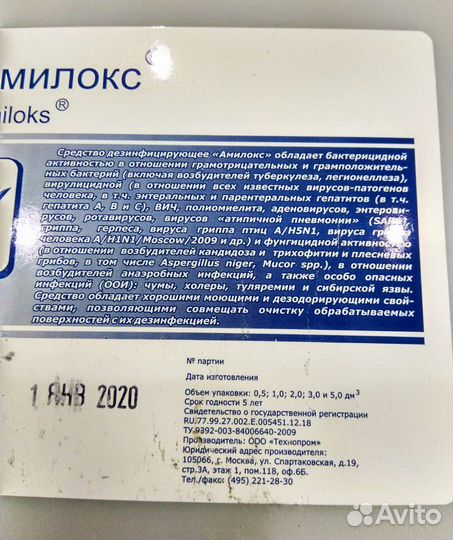 МИЛОКС®
iloks®
Средство дезинфицирующее «Амилокс» обладает бактерицидной
активностью в отношении грамотрицательных и грамположитель-
ных бактерий (включая возбудителей туберкулеза, легионеллеза),
вирулицидной (в отношении всех известных вирусов-патогенов
человека, в т.ч. энтеральных и парентеральных гепатитов (в т.ч.
гепатита А, В и С), ВИЧ, полиомиелита, аденовирусов, энтерови-
русов, ротавирусов, вирусов «атипичной пневмонии» (SARS),
гриппа, герпеса, вируса гриппа птиц A/H5N1, вируса гриппа
человека A/H1N1/Moscow/2009 и др.) и фунгицидной активностью
(в отношении возбудителей кандидоза и трихофитии и плесневых
грибов, в том числе Aspergillus niger, Mucor spp.), в отношении
возбудителей анаэробных инфекций, а также особо опасных
инфекций (ООИ): чумы, холеры, туляремии и сибирской язвы.
Средство обладает хорошими моющими и дезодорирующими свой-
ствами, позволяющими совмещать очистку обрабатываемых
поверхностей с их дезинфекцией.
№ партии
Дата изготовления
1 ЯНВ 2020
Объем упаковки: 0,5; 1,0; 2,0; 3,0 и 5,0 дм³
Срок годности 5 лет
Свидетельство о государственной регистрации
RU.77.99.27.002.Е.005451.12.18
ТУ 9392-003-84006640-2009
Производитель: ООО «Технопром»
Юридический адрес производителя:
105066, г. Москва, ул. Спартаковская, д.19,
стр.3А, этаж 1, пом.118, оф.6Б.
Тел./факс: (495) 221-28-30
Avito